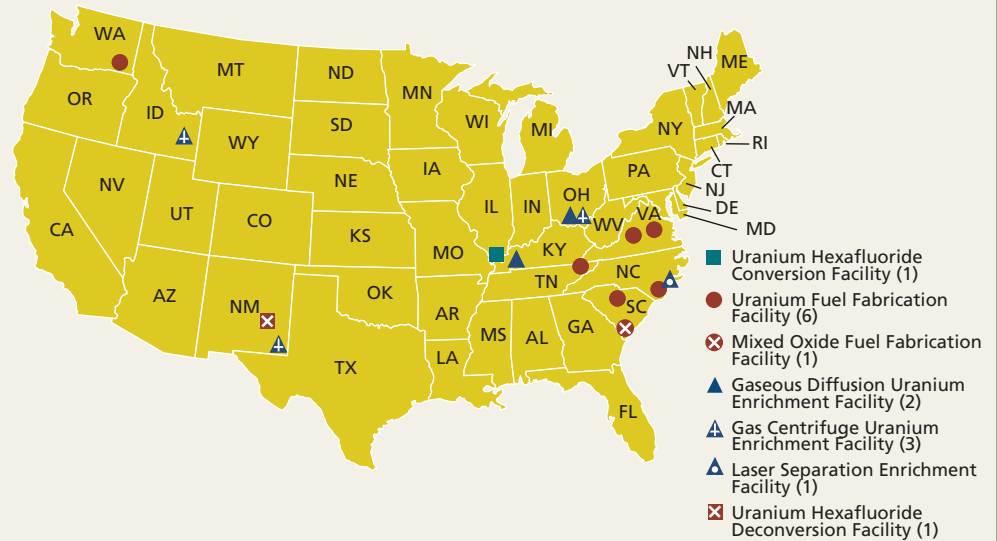 WA
MT
ND
MN
OR
ID
SD
WI
MI
WY
NE
IA
NV
UT
CO
CA
KS
MO
IL
IN
OH
KY
WV
VA
TN
NC
SC
AZ
NM
OK
AR
TX
LA
MS
AL
GA
FL
NH
VT
ME
NY
MA
RI
PA
CT
NJ
DE
MD
Uranium Hexafluoride
Conversion Facility (1)
Uranium Fuel Fabrication
Facility (6)
Mixed Oxide Fuel Fabrication
Facility (1)
Gaseous Diffusion Uranium
Enrichment Facility (2)
Gas Centrifuge Uranium
Enrichment Facility (3)
Laser Separation Enrichment
Facility (1)
Uranium Hexafluoride
Deconversion Facility (1)